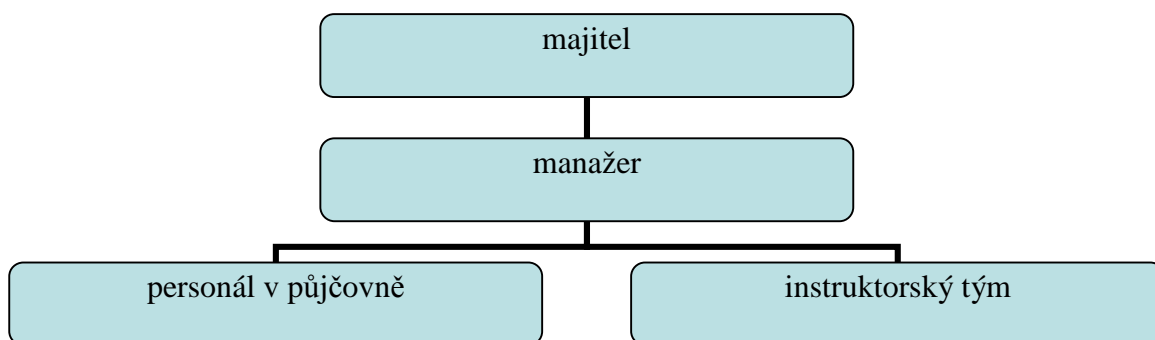 majitel
manažer
personál v půjčovně
instruktorský tým